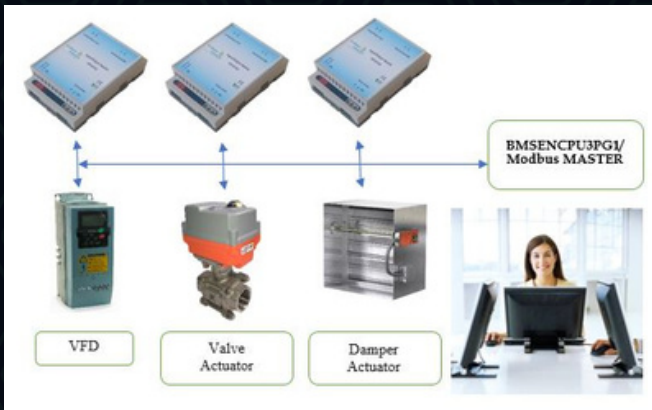 BMSENCPU3PG1/
Modbus MASTER
VFD
Valve
Actuator
Damper
Actuator